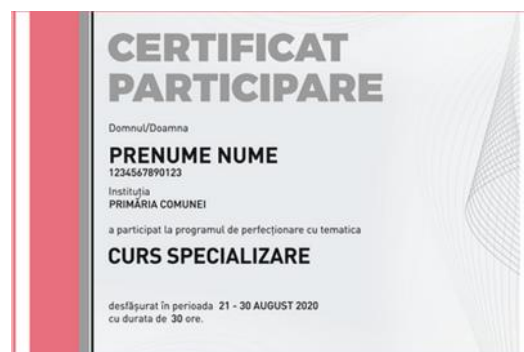 CERTIFICAT
PARTICIPARE
Domnul/Doamna
PRENUME NUME
1234567890123
Instituția
PRIMĂRIA COMUNEI
a participat la programul de perfecționare cu tematica
CURS SPECIALIZARE
desfășurat în perioada 21 - 30 AUGUST 2020
cu durata de 30 ore.